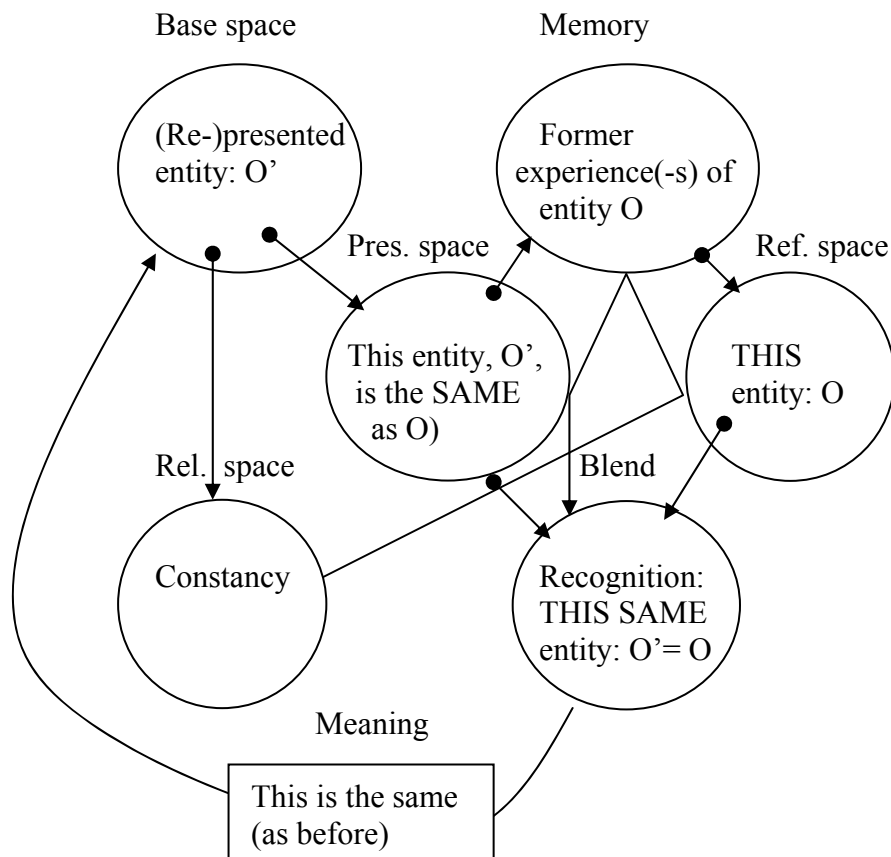 Base space
Memory
(Re-)presented
entity: O’
Former
experience(-s) of
entity O
Pres. space
Ref. space
This entity, O’,
is the SAME
as O)
THIS
entity: O
Rel. space
Blend
Constancy
Recognition:
THIS SAME
entity: O’= O
Meaning
This is the same
(as before)